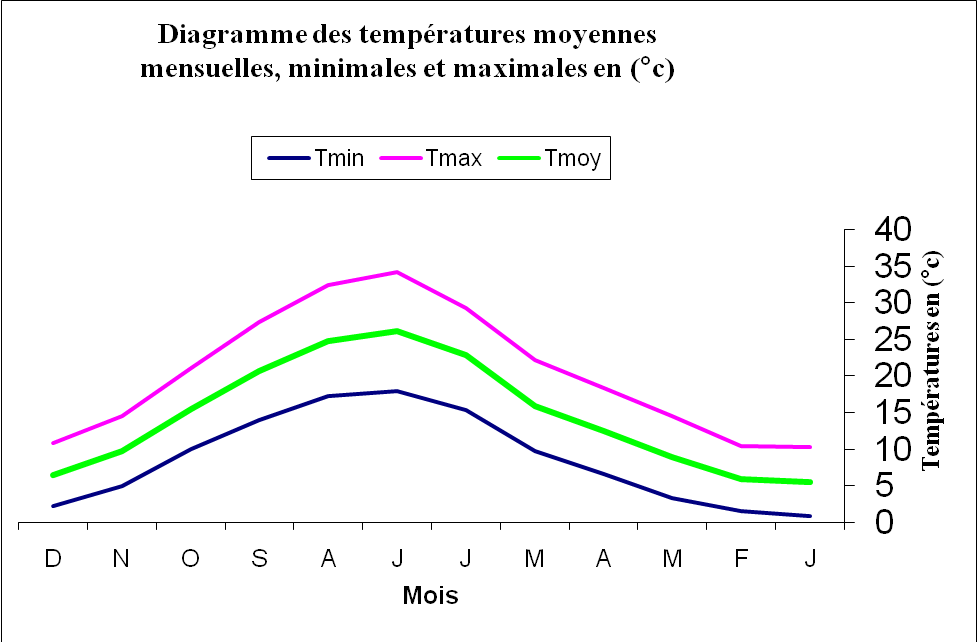 Diagramme des températures moyennes
mensuelles, minimales et maximales en (°c)
Tmin Tmax Tmoy
40
35
30
25
20
15
10
5
0
Températures en (°c)
D N O S A J J M A M F J
Mois